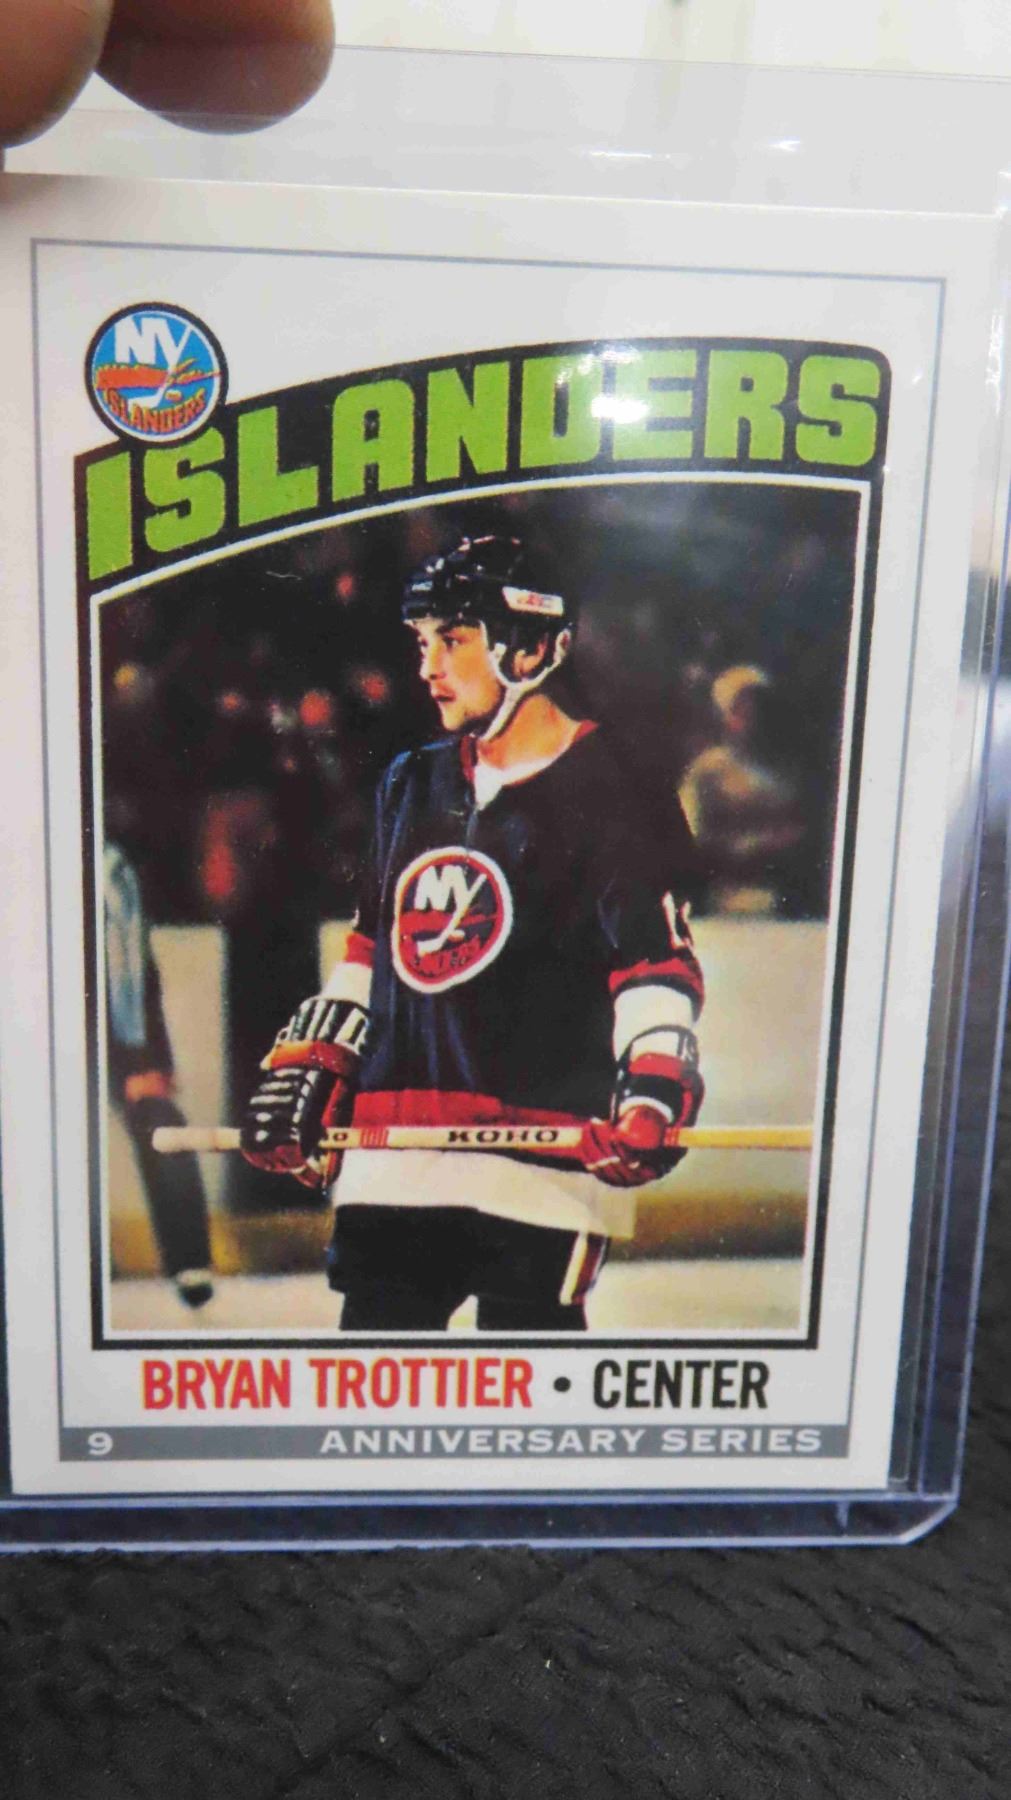 NY
ISLANDERS
ISLANDERS
NY
KOHO
BRYAN TROTTIER • CENTER
9 ANNIVERSARY SERIES